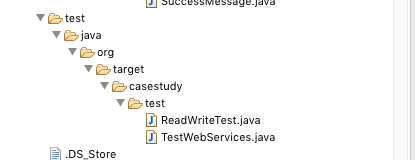 SuccessMessage.java
test
java
org
target
casestudy
test
ReadWriteTest.java
TestWebServices.java
.DS_Store